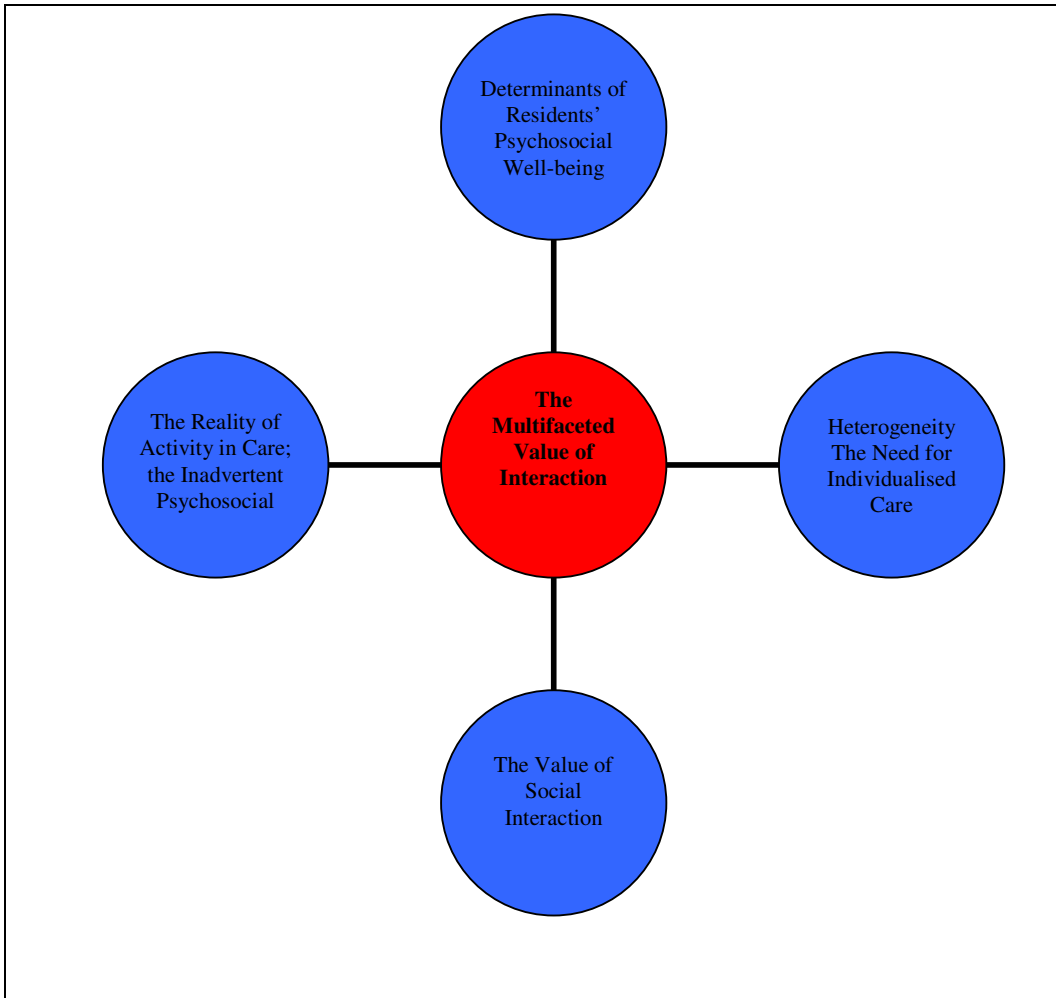 Determinants of
Residents’
Psychosocial
Well-being
The Reality of
Activity in Care;
the Inadvertent
Psychosocial
The
Multifaceted
Value of
Interaction
Heterogeneity
The Need for
Individualised
Care
The Value of
Social
Interaction